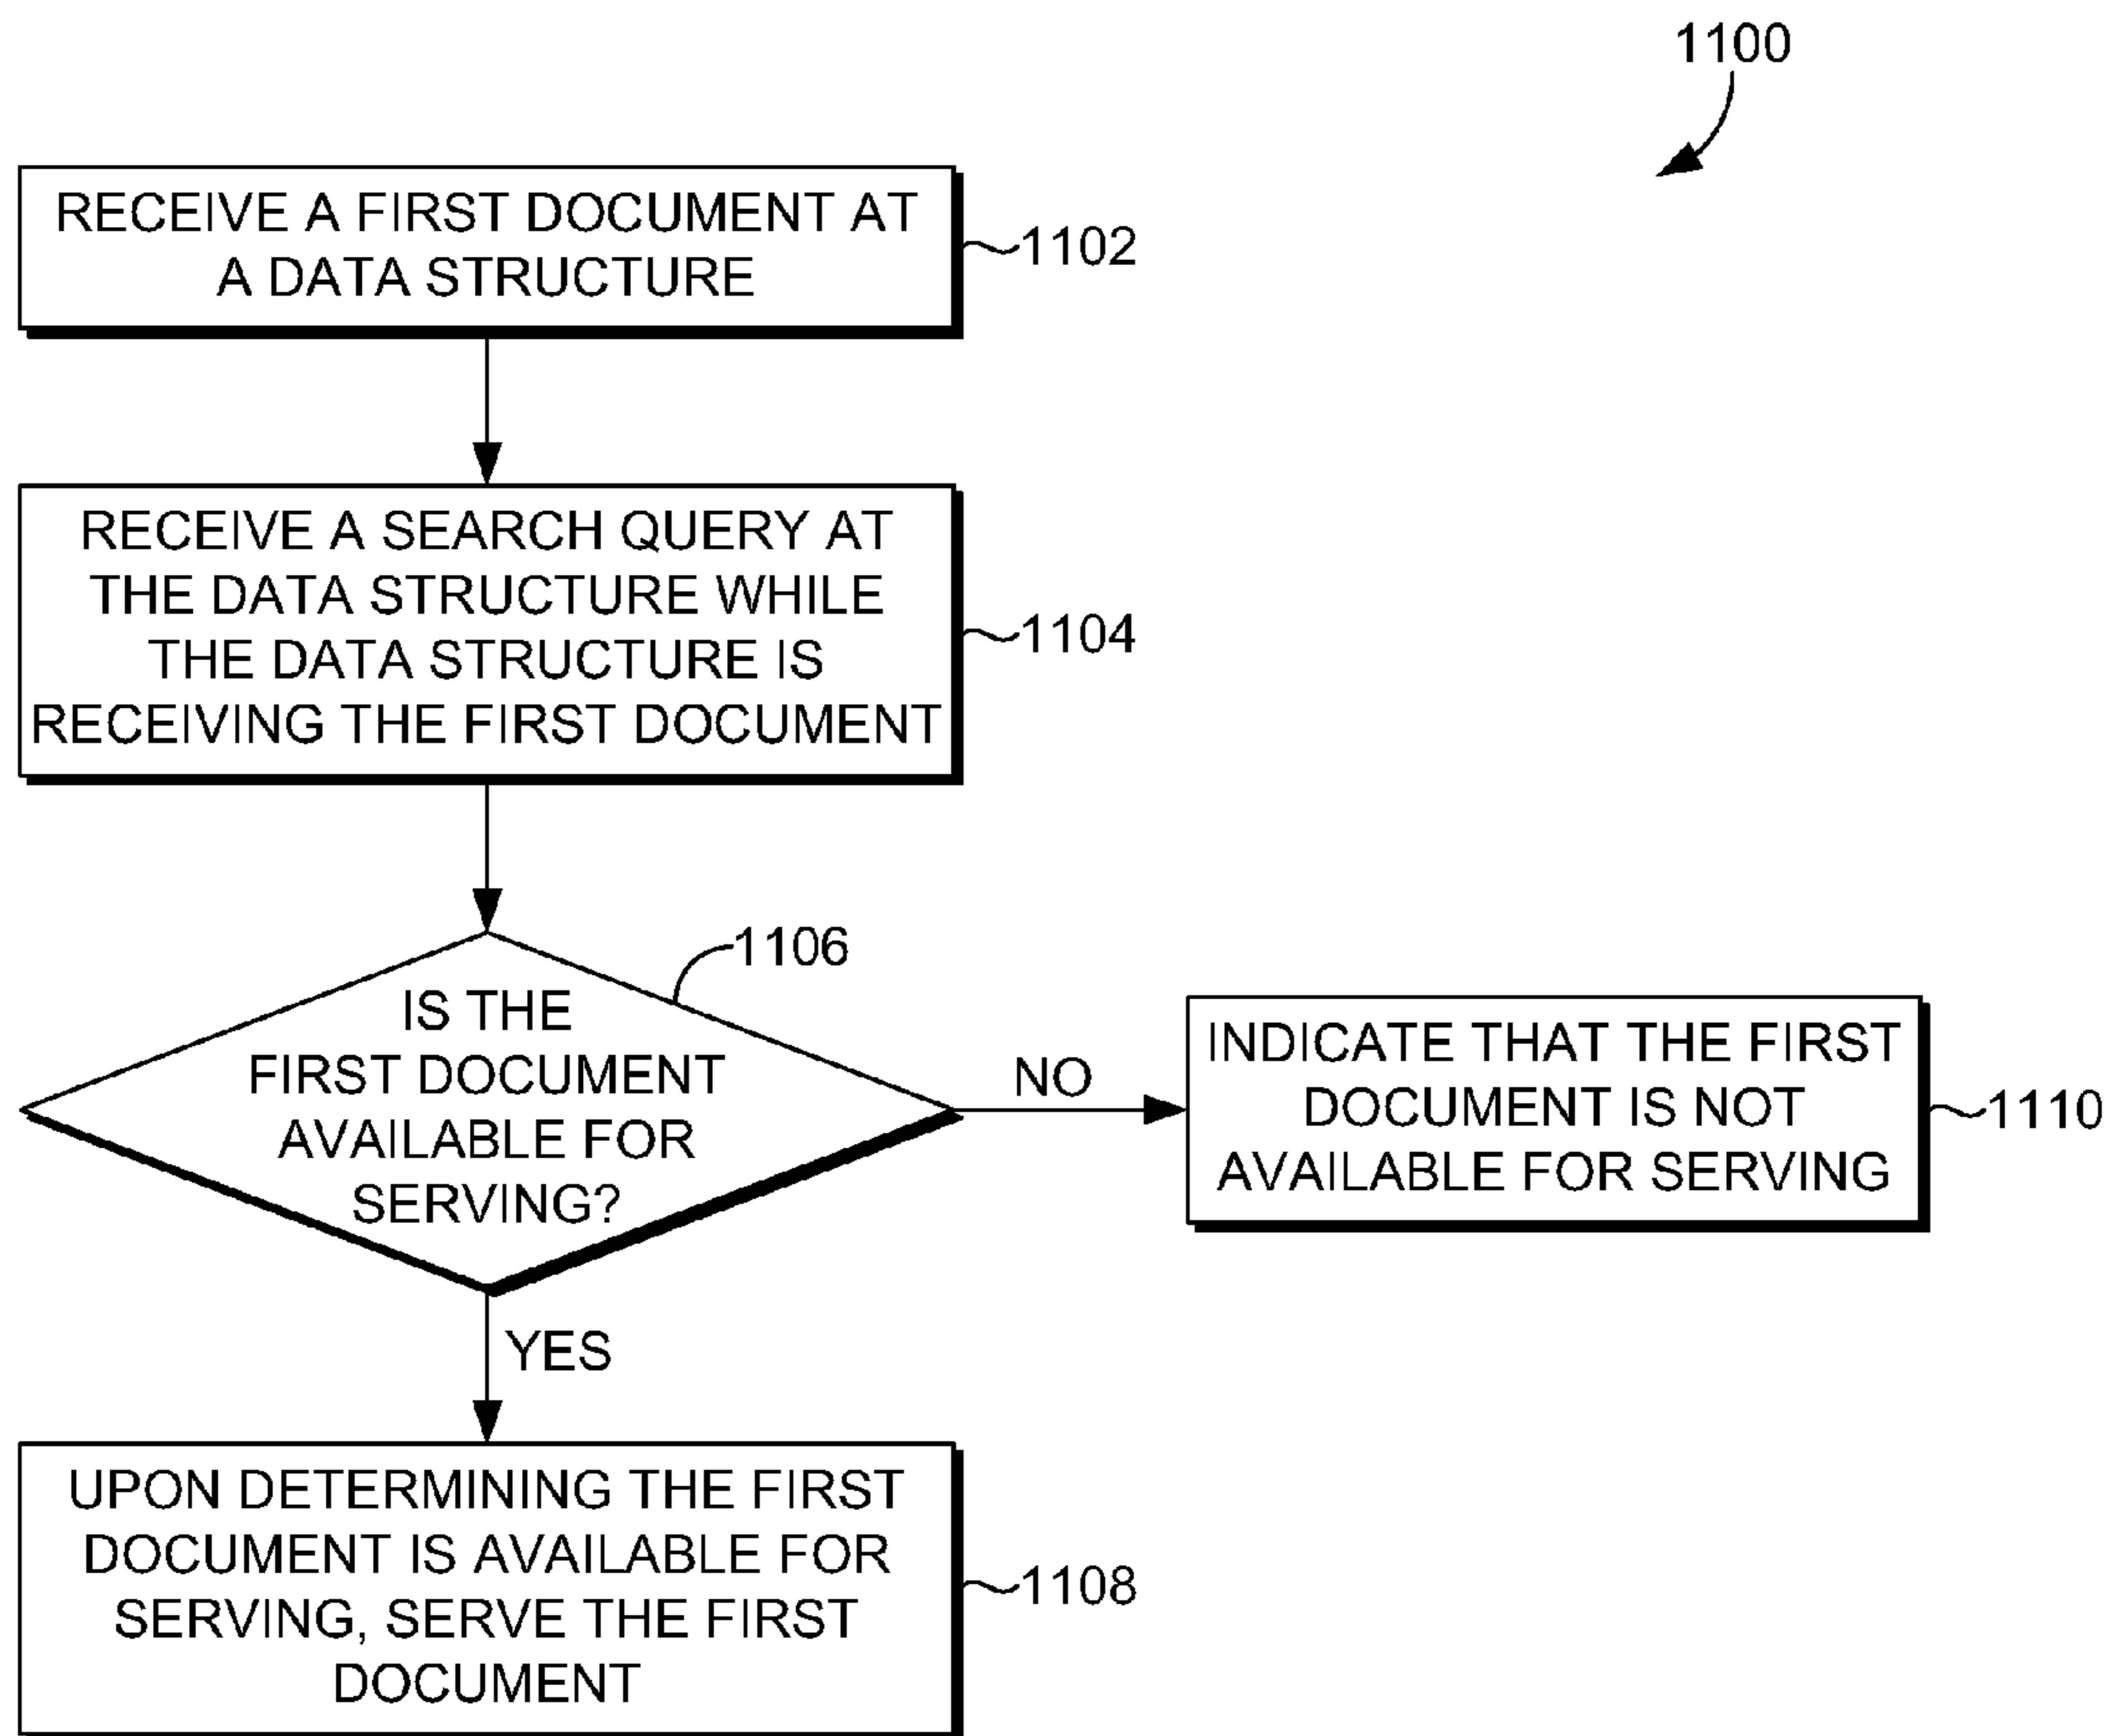 1100
RECEIVE A FIRST DOCUMENT AT
A DATA STRUCTURE
1102
RECEIVE A SEARCH QUERY AT
THE DATA STRUCTURE WHILE
THE DATA STRUCTURE IS
RECEIVING THE FIRST DOCUMENT
1104
1106
IS THE
FIRST DOCUMENT
AVAILABLE FOR
SERVING?
NO
INDICATE THAT THE FIRST
DOCUMENT IS NOT
AVAILABLE FOR SERVING
1110
YES
UPON DETERMINING THE FIRST
DOCUMENT IS AVAILABLE FOR
SERVING, SERVE THE FIRST
DOCUMENT
1108